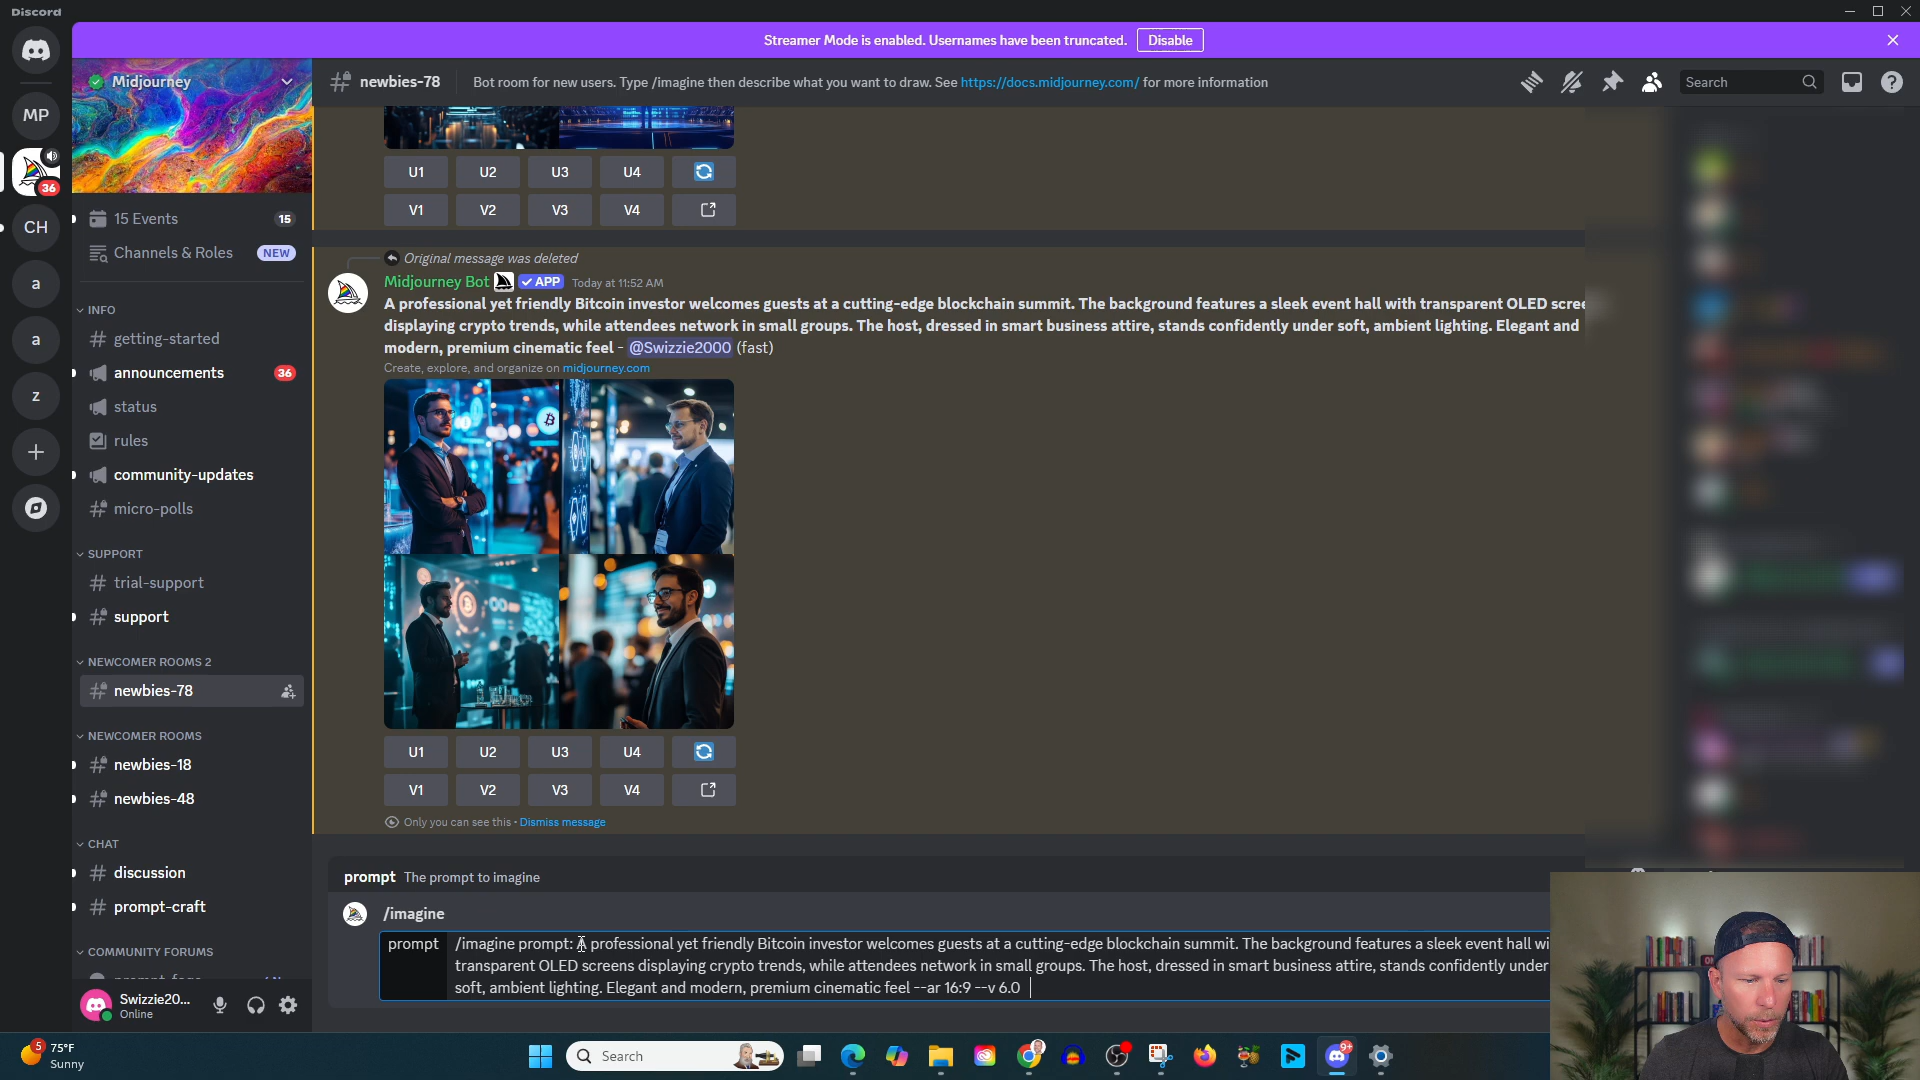 Discord
Streamer Mode is enabled. Usernames have been truncated.
Disable
Midjourney
newbies-78
Bot room for new users. Type /imagine then describe what you want to draw. See https://docs.midjourney.com/ for more information
Search
MP
36
CH
a
a
z
15 Events
15
Channels & Roles
NEW
INFO
getting-started
announcements
36
status
rules
community-updates
micro-polls
SUPPORT
trial-support
support
NEWCOMER ROOMS 2
newbies-78
NEWCOMER ROOMS
newbies-18
newbies-48
CHAT
discussion
prompt-craft
COMMUNITY FORUMS
Swizzie20...
Online
U1
U2
U3
U4
V1
V2
V3
V4
Original message was deleted
Midjourney Bot
APP
Today at 11:52 AM
A professional yet friendly Bitcoin investor welcomes guests at a cutting-edge blockchain summit. The background features a sleek event hall with transparent OLED scree
displaying crypto trends, while attendees network in small groups. The host, dressed in smart business attire, stands confidently under soft, ambient lighting. Elegant and
modern, premium cinematic feel - @Swizzie2000 (fast)
Create, explore, and organize on midjourney.com
U1
U2
U3
U4
V1
V2
V3
V4
Only you can see this • Dismiss message
prompt The prompt to imagine
/imagine
prompt
/imagine prompt: A professional yet friendly Bitcoin investor welcomes guests at a cutting-edge blockchain summit. The background features a sleek event hall wi
transparent OLED screens displaying crypto trends, while attendees network in small groups. The host, dressed in smart business attire, stands confidently under
soft, ambient lighting. Elegant and modern, premium cinematic feel --ar 16:9 --v 6.0
5
75°F
Sunny
Search
9+